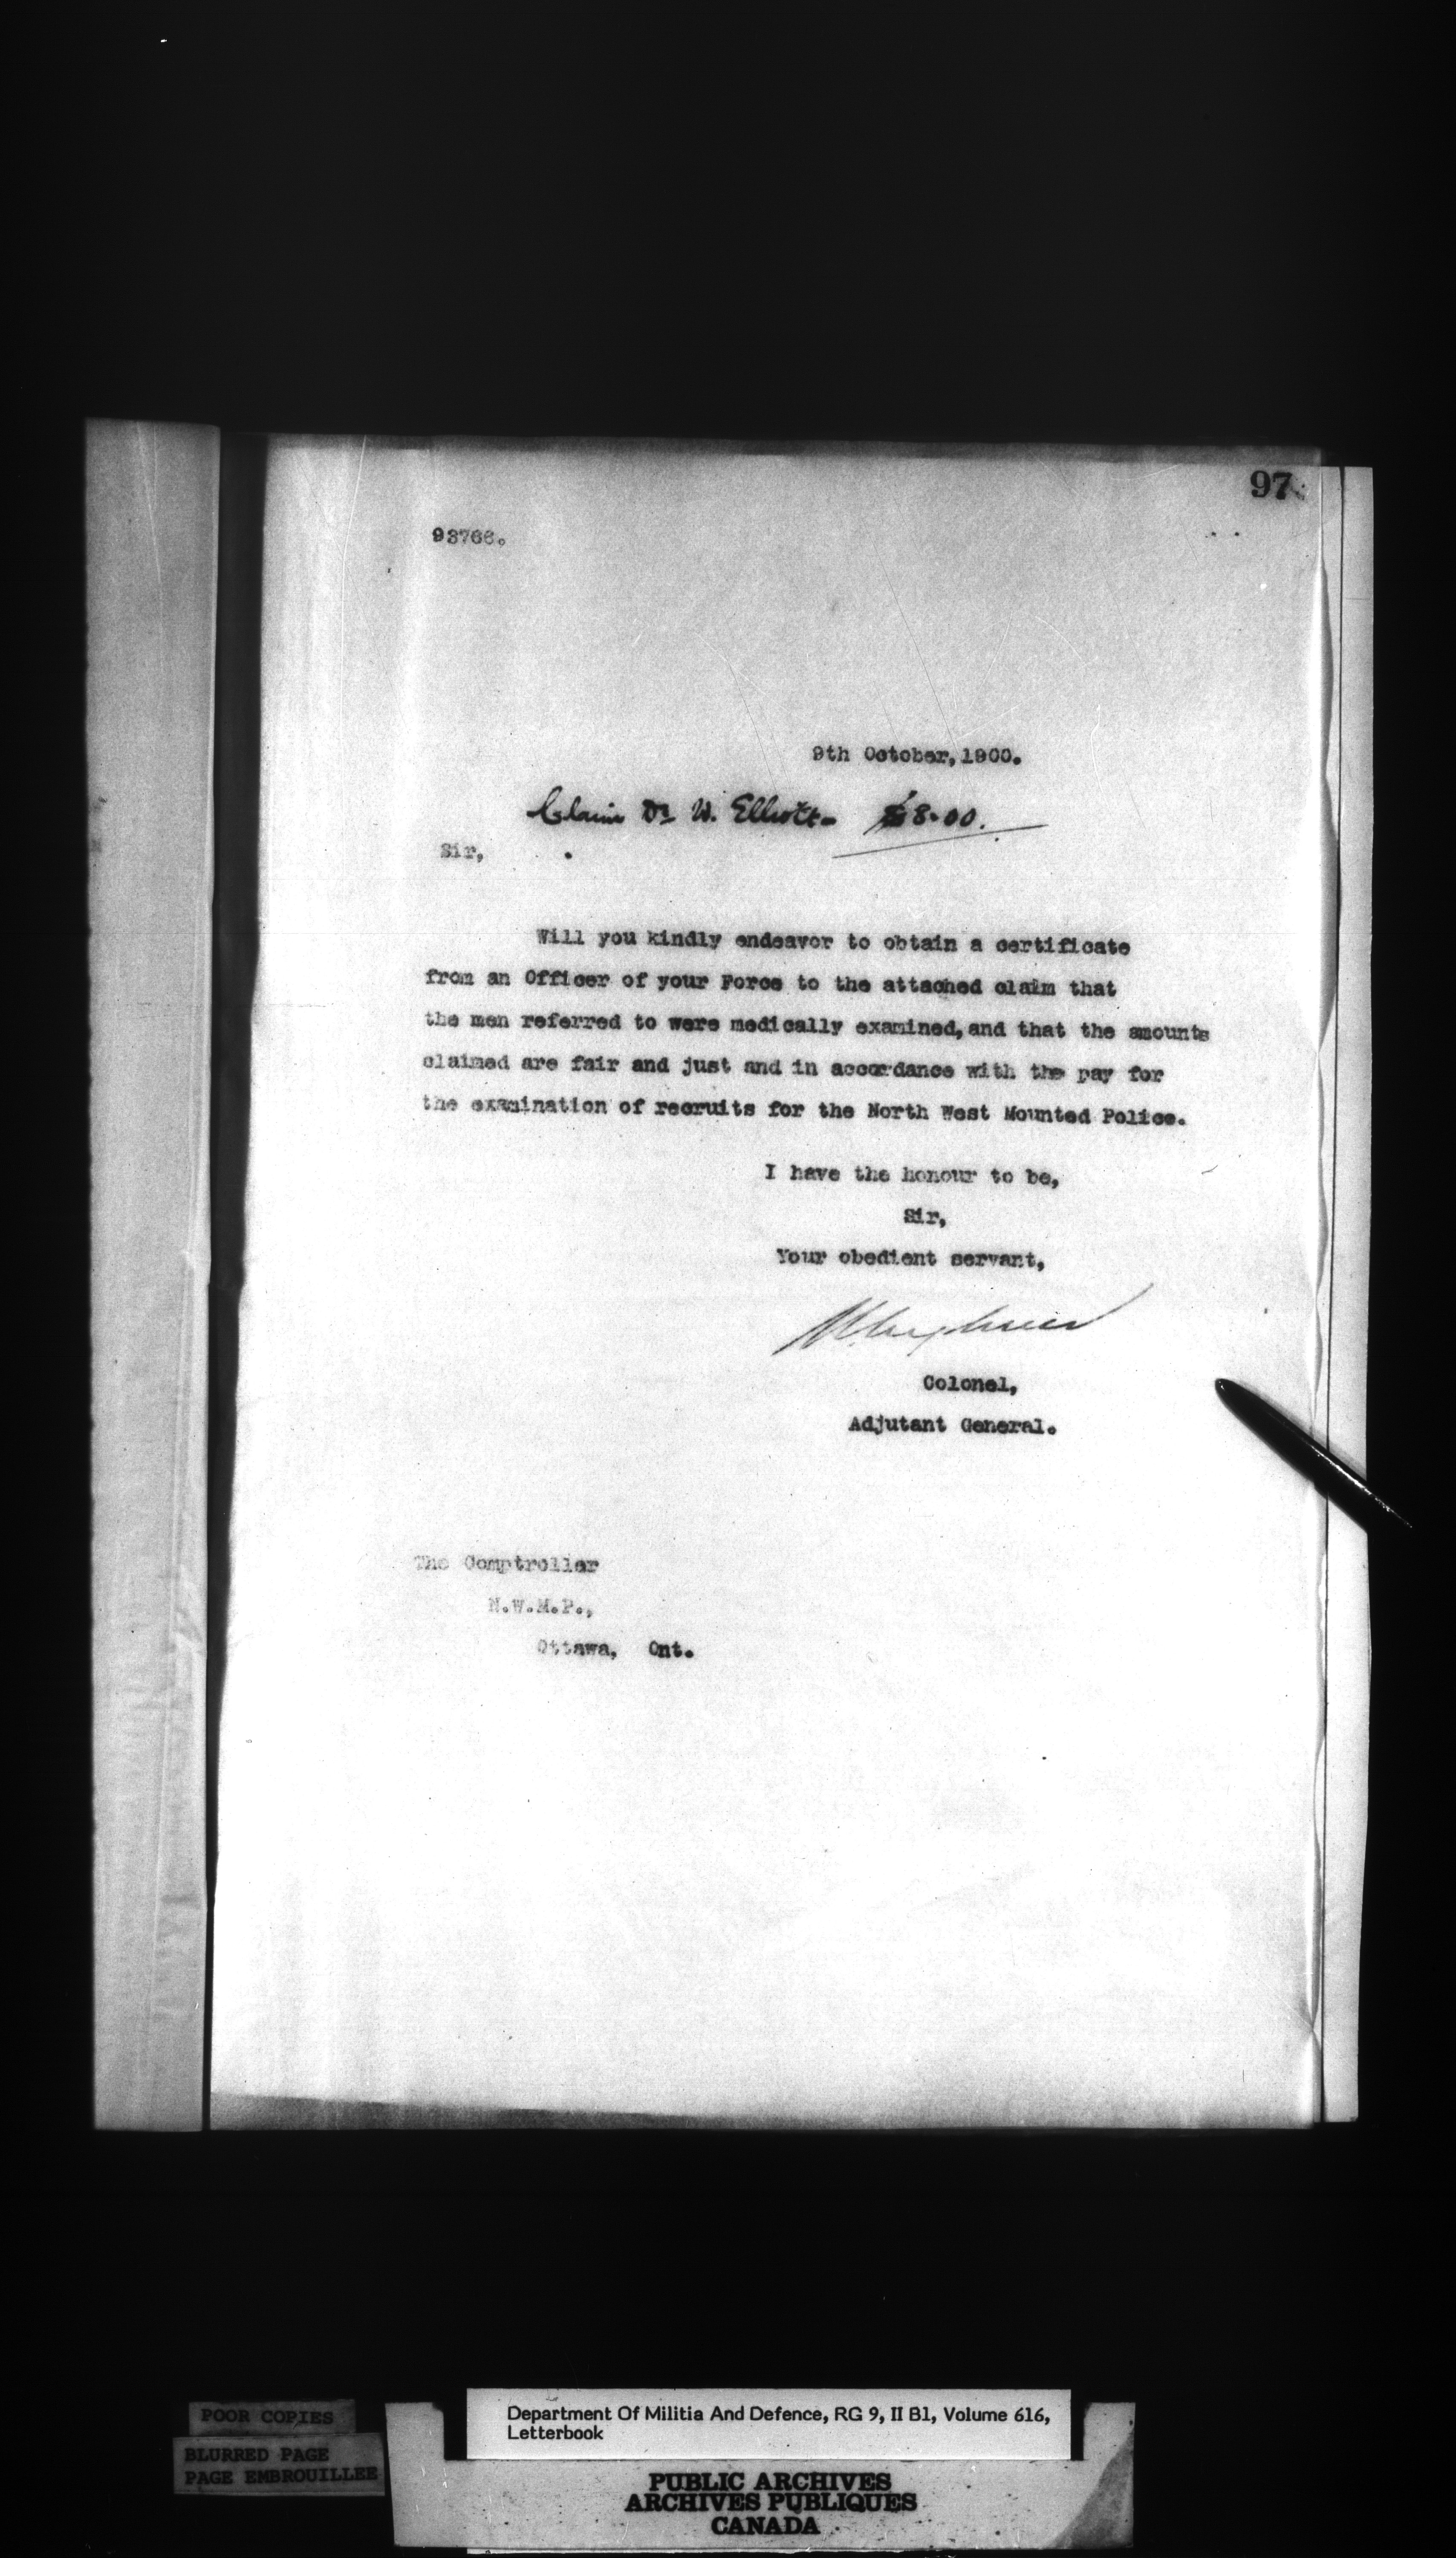 97
93766.
9th October, 1900.
Claim Dr W. Elliott - $8.00.
Sir,
Will you kindly endeavor to obtain a certificate
from an Officer of your Force to the attached claim that
the men referred to were medically examined, and that the amounts
claimed are fair and just and in accordance with the pay for
the examination of recruits for the North West Mounted Police.
I have the honour to be,
Sir,
Your obedient servant,
Colonel,
Adjutant General.
The Comptroller
N.W.M.P.,
Ottawa, Ont.
POOR COPIES
BLURRED PAGE
PAGE EMBROUILLEE
Department Of Militia And Defence, RG 9, II B1, Volume 616,
Letterbook
PUBLIC ARCHIVES
ARCHIVES PUBLIQUES
CANADA